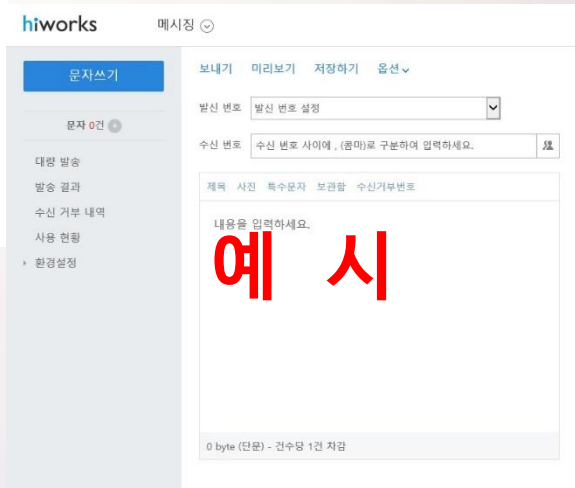 hiworks 메시징
문자쓰기
문자 0건
대량 발송
발송 결과
수신 거부 내역
사용 현황
환경설정
보내기 미리보기 저장하기 옵션
발신 번호 발신 번호 설정
수신 번호 수신 번호 사이에 , (콤마)로 구분하여 입력하세요.
제목 사진 특수문자 보관함 수신거부번호
내용을 입력하세요.
예 시
0 byte (단문) - 건수당 1건 차감